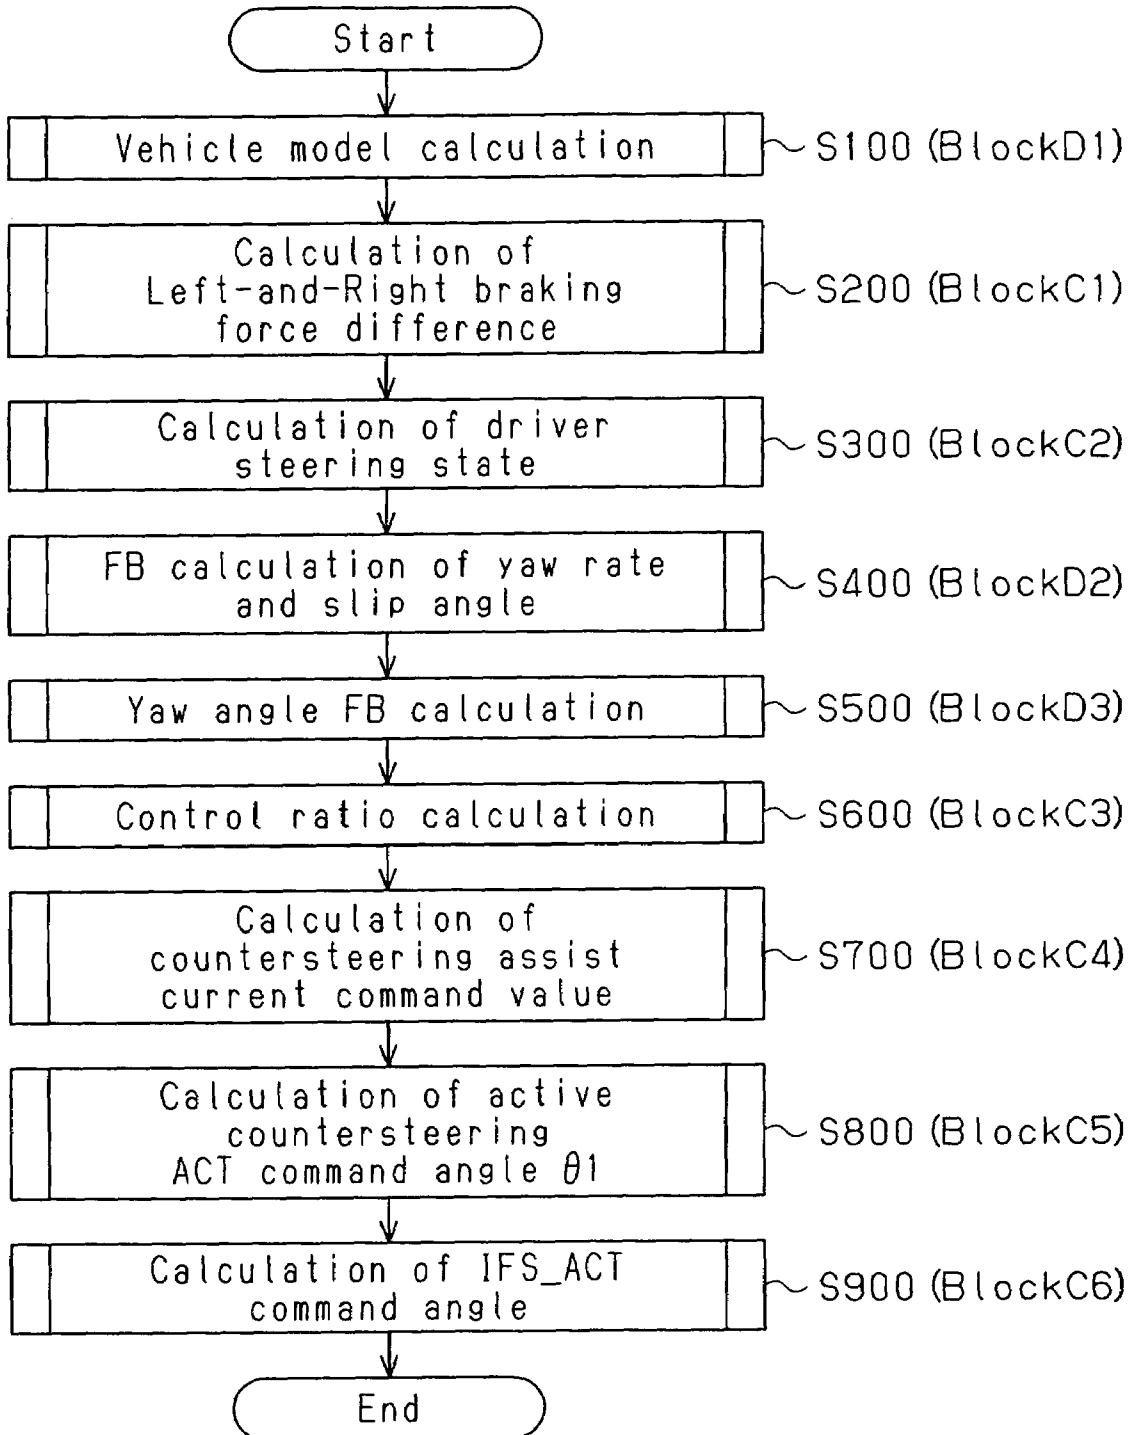 Start
Vehicle model calculation
S100 (BlockD1)
Calculation of
Left-and-Right braking
force difference
S200 (BlockC1)
Calculation of driver
steering state
S300 (BlockC2)
FB calculation of yaw rate
and slip angle
S400 (BlockD2)
Yaw angle FB calculation
S500 (BlockD3)
Control ratio calculation
S600 (BlockC3)
Calculation of
countersteering assist
current command value
S700 (BlockC4)
Calculation of active
countersteering
ACT command angle θ1
S800 (BlockC5)
Calculation of IFS_ACT
command angle
S900 (BlockC6)
End